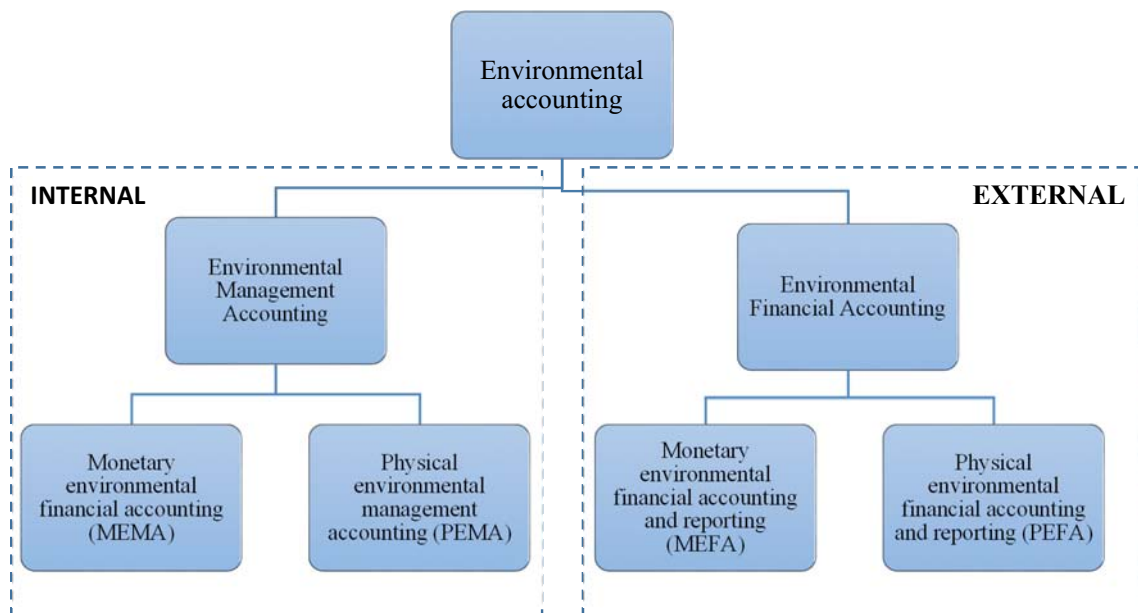 Environmental
accounting
INTERNAL
EXTERNAL
Environmental
Management
Accounting
Environmental
Financial Accounting
Monetary
environmental
financial accounting
(MEMA)
Physical
environmental
management
accounting (PEMA)
Monetary
environmental
financial accounting
and reporting
(MEFA)
Physical
environmental
financial accounting
and reporting (PEFA)